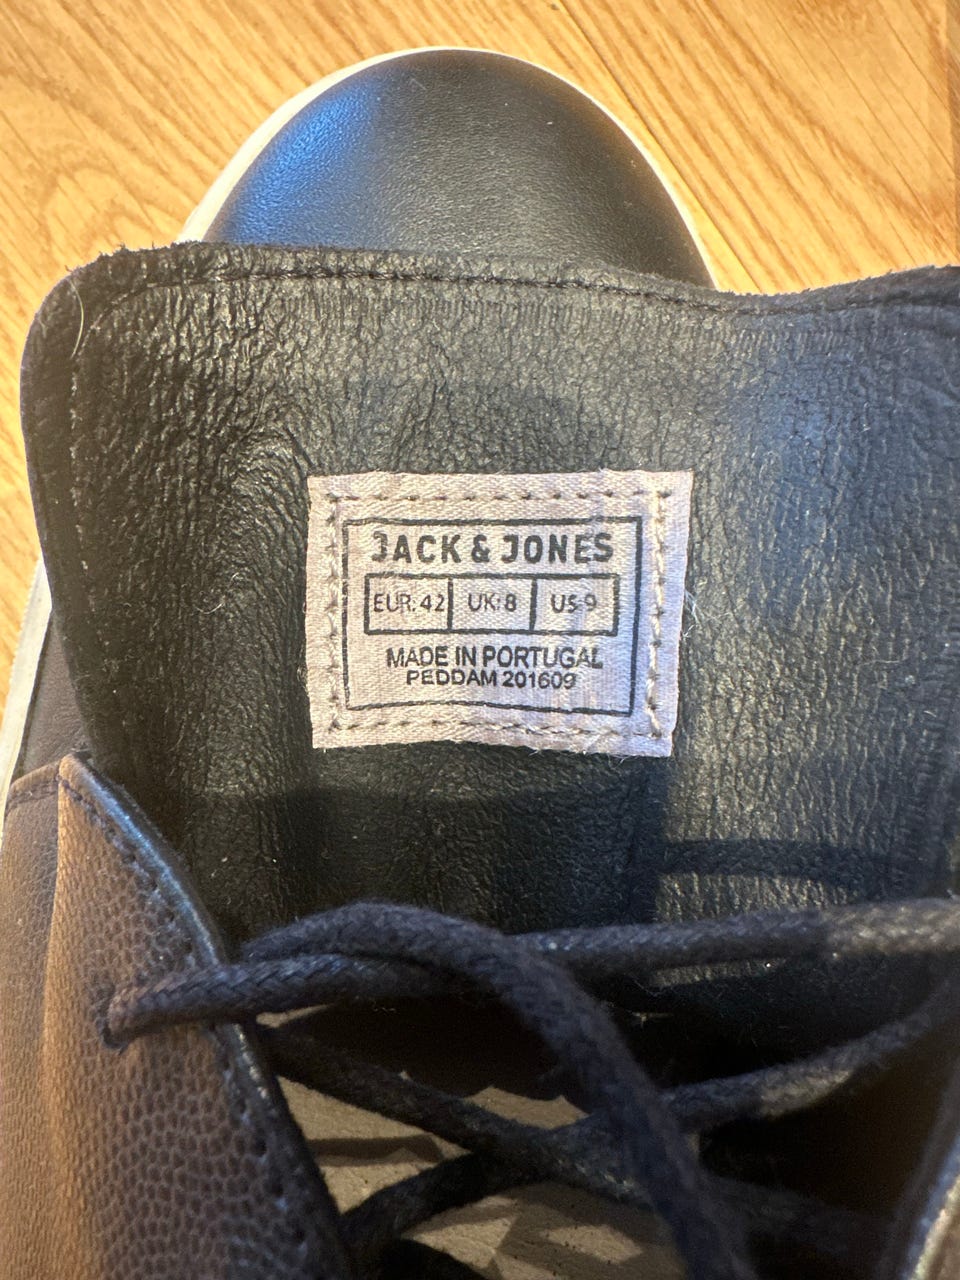 JACK & JONES
EUR: 42 UK: 8 US 9
MADE IN PORTUGAL
PEDDAM 201609